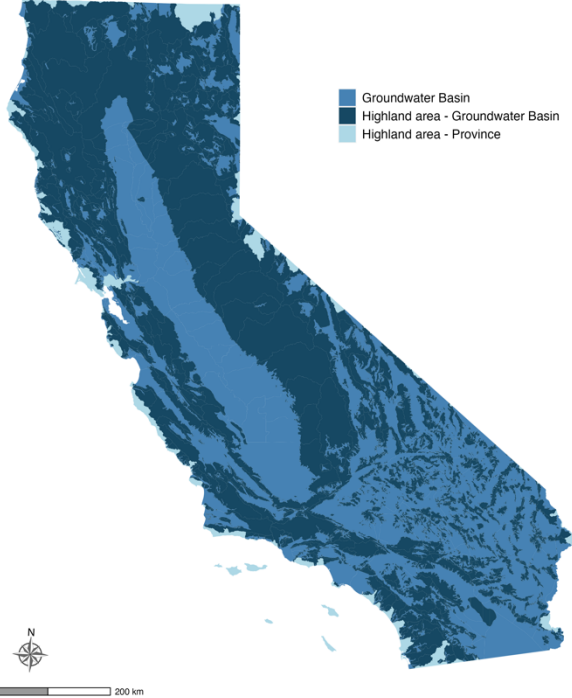 Groundwater Basin
Highland area - Groundwater Basin
Highland area - Province
N
200 km